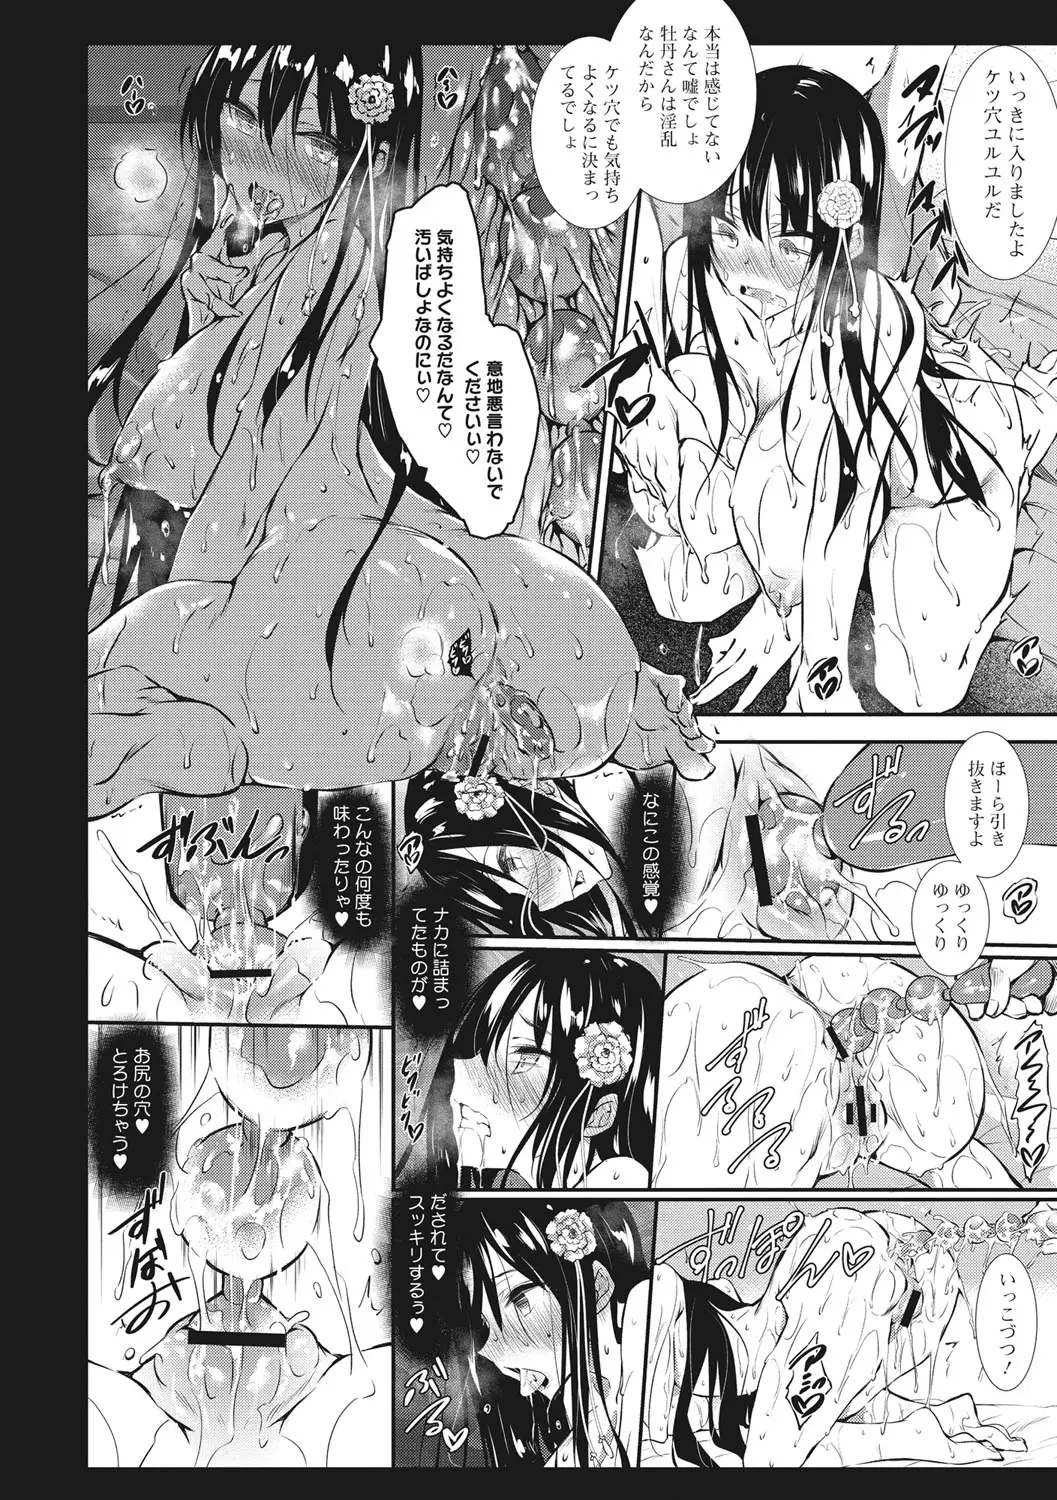 いっきに入りましたよ
ケツ穴ユルユルだ
本当は感じてない
なんて嘘でしょ
牡丹さんは淫乱
なんだから
ケツ穴でも気持ち
よくなるに決まっ
てるでしょ
意地悪言わないで
くださいぃ♡
気持ちよくなるだなんて♡
汚いばしょなのにぃ♡
ほーら引き
抜きますよ
ゆっくり
ゆっくり
ずるる
なにこの感覚♥
ナカに詰まっ
てたものが♥
ずるるる
いっこづつ!
ずっぽ
だされて♥
スッキリするぅ♥
ぶるる
こんなの何度も
味わったりゃ♥
ずぶんっ
お尻の穴♥
とろけちゃう♥